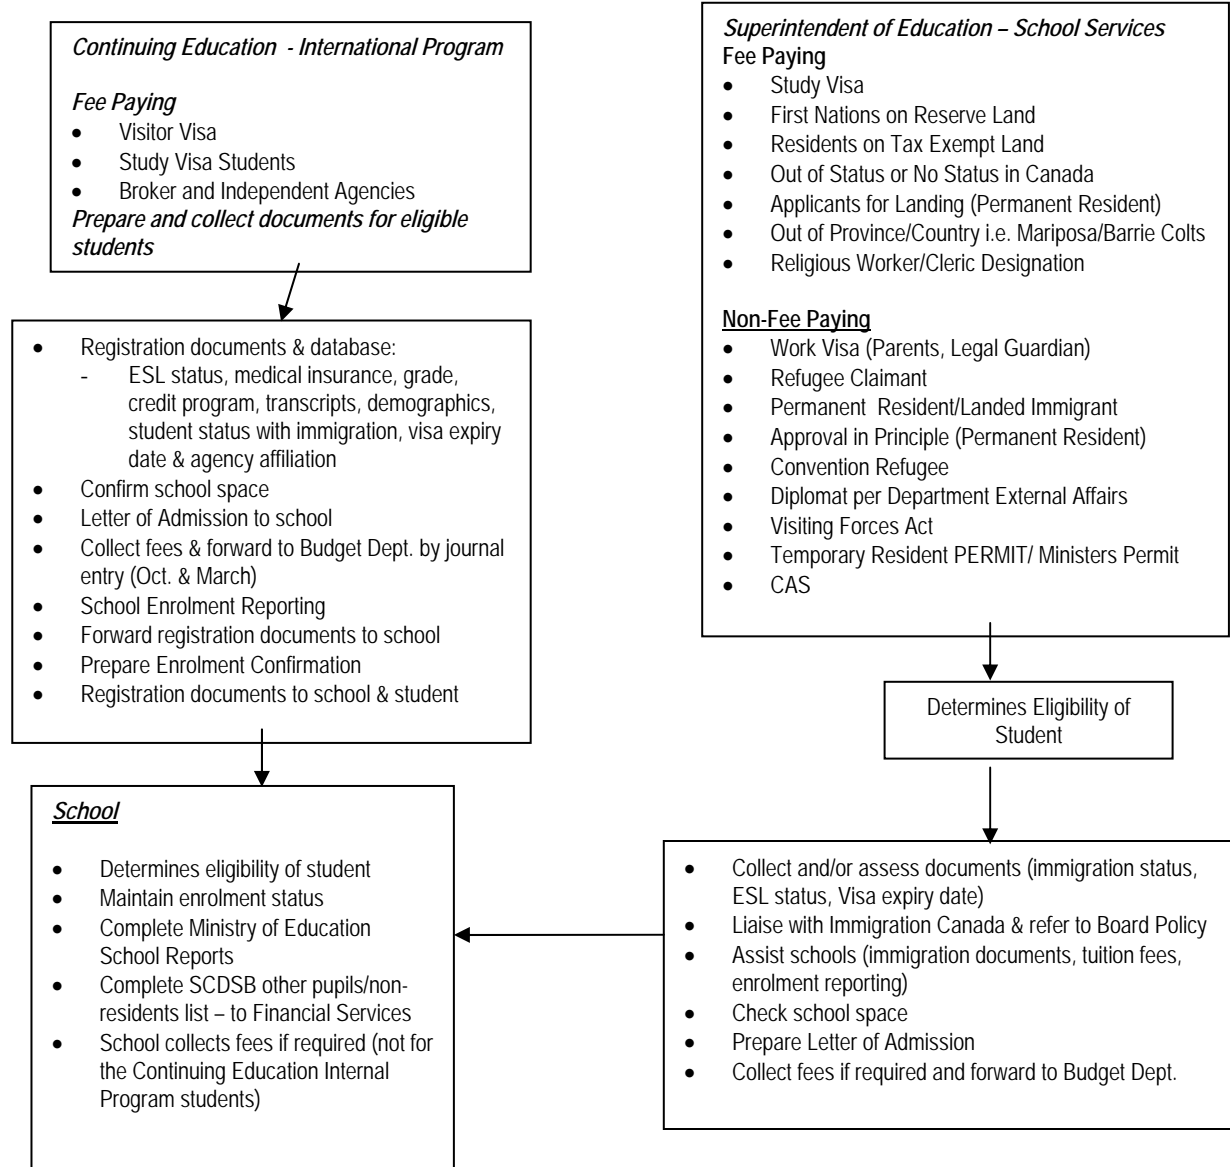 Continuing Education  - International Program
Fee Paying
• Visitor Visa
• Study Visa Students
• Broker and Independent Agencies
Prepare and collect documents for eligible
students
• Registration documents & database:
- ESL status, medical insurance, grade,
credit program, transcripts, demographics,
student status with immigration, visa expiry
date & agency affiliation
• Confirm school space
• Letter of Admission to school
• Collect fees & forward to Budget Dept. by journal
entry (Oct. & March)
• School Enrolment Reporting
• Forward registration documents to school
• Prepare Enrolment Confirmation
• Registration documents to school & student
School
• Determines eligibility of student
• Maintain enrolment status
• Complete Ministry of Education
School Reports
• Complete SCDSB other pupils/non-
residents list – to Financial Services
• School collects fees if required (not for
the Continuing Education Internal
Program students)
Superintendent of Education – School Services
Fee Paying
• Study Visa
• First Nations on Reserve Land
• Residents on Tax Exempt Land
• Out of Status or No Status in Canada
• Applicants for Landing (Permanent Resident)
• Out of Province/Country i.e. Mariposa/Barrie Colts
• Religious Worker/Cleric Designation
Non-Fee Paying
• Work Visa (Parents, Legal Guardian)
• Refugee Claimant
• Permanent  Resident/Landed Immigrant
• Approval in Principle (Permanent Resident)
• Convention Refugee
• Diplomat per Department External Affairs
• Visiting Forces Act
• Temporary Resident PERMIT/ Ministers Permit
• CAS
Determines Eligibility of
Student
• Collect and/or assess documents (immigration status,
ESL status, Visa expiry date)
• Liaise with Immigration Canada & refer to Board Policy
• Assist schools (immigration documents, tuition fees,
enrolment reporting)
• Check school space
• Prepare Letter of Admission
• Collect fees if required and forward to Budget Dept.